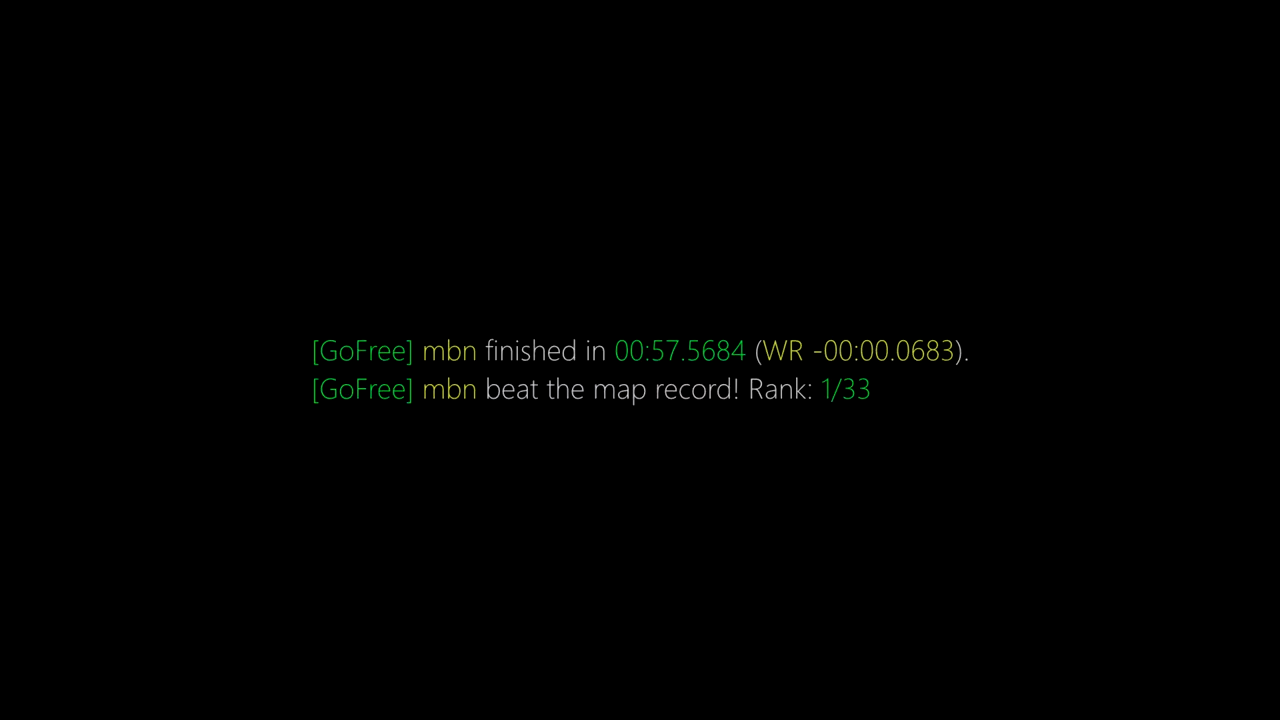 [GoFree] mbn finished in 00:57.5684 (WR -00:00.0683).
[GoFree] mbn beat the map record! Rank: 1/33